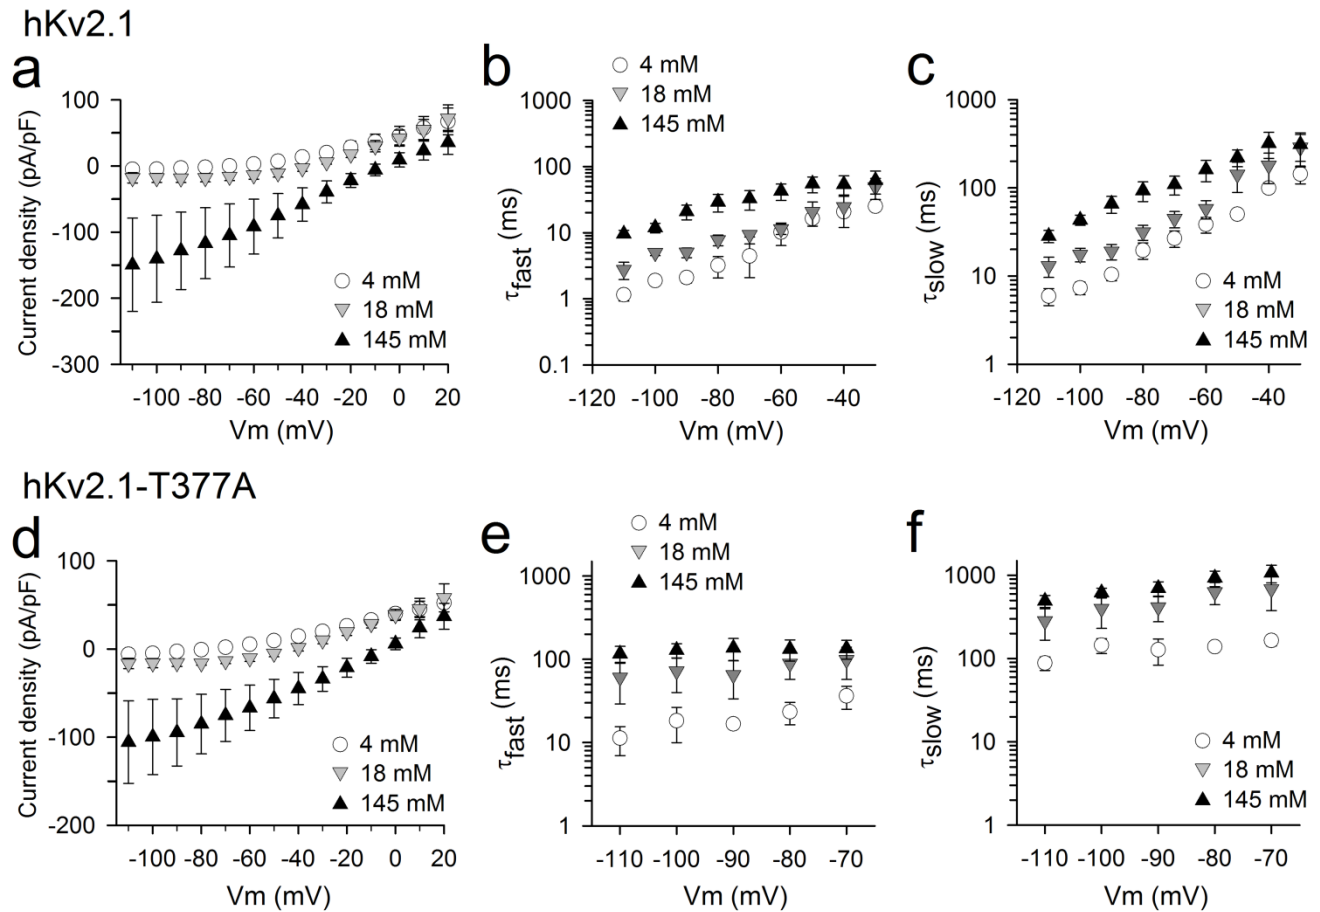 hKv2.1
a
Current density (pA/pF)
100
0
-100
-200
-300
-100 -80 -60 -40 -20 0 20
Vm (mV)
4 mM
18 mM
145 mM
b
4 mM
18 mM
145 mM
τfast (ms)
1000
100
10
1
0.1
-120 -100 -80 -60 -40
Vm (mV)
c
τslow (ms)
1000
100
10
1
-120 -100 -80 -60 -40
Vm (mV)
4 mM
18 mM
145 mM
hKv2.1-T377A
d
Current density (pA/pF)
100
0
-100
-200
-100 -80 -60 -40 -20 0 20
Vm (mV)
4 mM
18 mM
145 mM
e
4 mM
18 mM
145 mM
τfast (ms)
1000
100
10
1
-110 -100 -90 -80 -70
Vm (mV)
f
τslow (ms)
1000
100
10
1
-110 -100 -90 -80 -70
Vm (mV)
4 mM
18 mM
145 mM